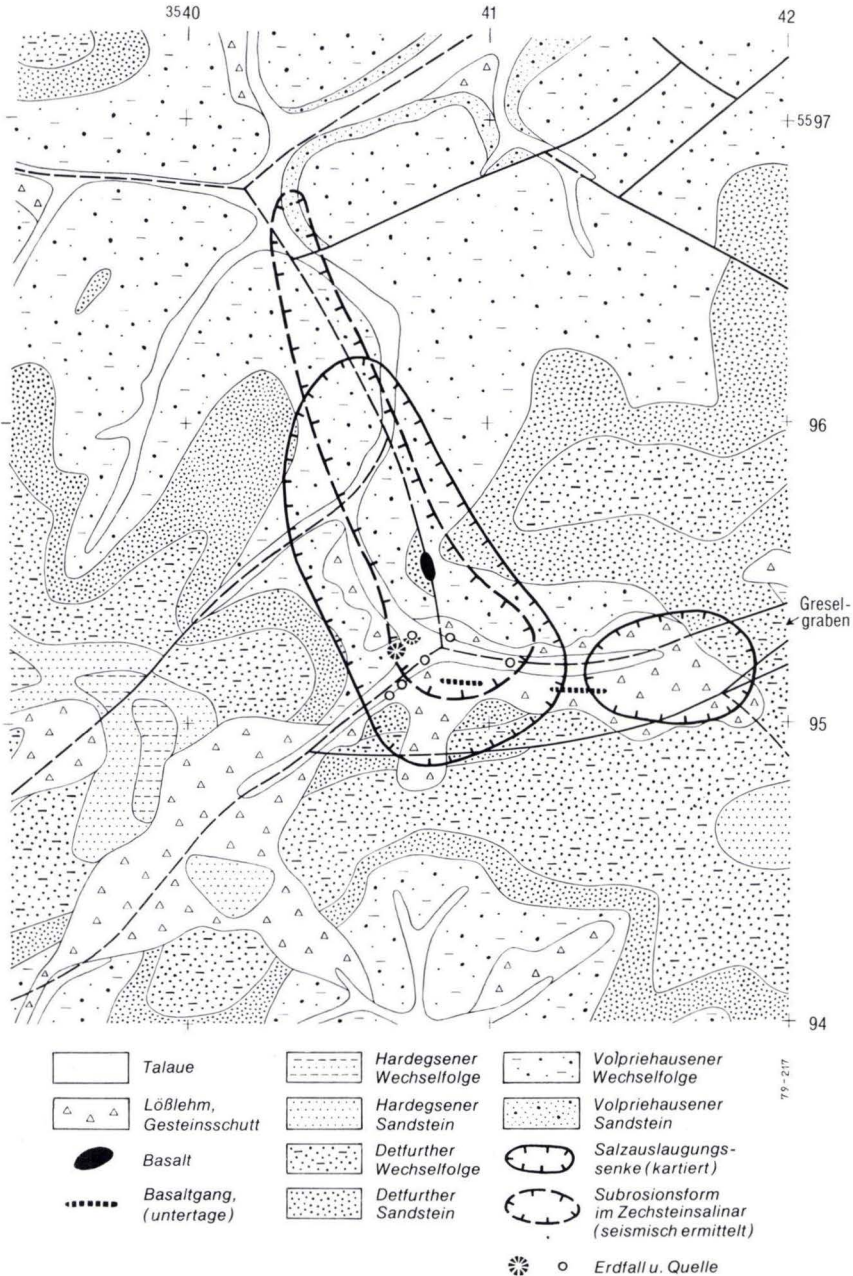 3540
41
42
5597
96
Gresel-
graben
95
94
Talaue
Lößlehm,
Gesteinsschutt
Basalt
Basaltgang,
(untertage)
Hardegsener
Wechselfolge
Hardegsener
Sandstein
Detfurther
Wechselfolge
Detfurther
Sandstein
Volpriehausener
Wechselfolge
Volpriehausener
Sandstein
Salzauslaugungs-
senke (kartiert)
Subrosionsform
im Zechsteinsalinar
(seismisch ermittelt)
Erdfall u. Quelle
79-217